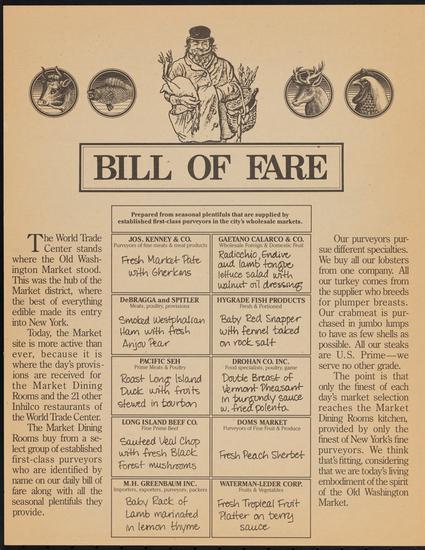 BILL OF FARE
Prepared from seasonal plentifuls that are supplied by
established first-class purveyors in the city's wholesale markets.
The World Trade
Center stands
where the Old Wash-
ington Market stood.
This was the hub of the
Market district, where
the best of everything
edible made its entry
into New York.
Today, the Market
site is more active than
ever, because it is
where the day's provis-
ions are received for
the Market Dining
Rooms and the 21 other
Inhilco restaurants of
the World Trade Center.
The Market Dining
Rooms buy from a se-
lect group of established
first-class purveyors
who are identified by
name on our daily bill of
fare along with all the
seasonal plentifuls they
provide.
JOS. KENNEY & CO.
Purveyors of fine meats & meat products
Fresh Market Pate
with Gherkins
GAETANO CALARCO & CO.
Wholesale Foreign & Domestic Fruit
Radicchio, Endive
and lamb tongue
lettuce salad with
walnut oil dressing
DeBRAGGA and SPITLER
Meats, poultry, provisions
Smoked Westphalian
Ham with fresh
Anjou Pear
HYGRADE FISH PRODUCTS
Fresh & Portioned
Baby Red Snapper
with fennel baked
on rock salt
PACIFIC SEH
Prime Meats & Poultry
Roast Long Island
Duck with fruits
stewed in bourbon
DROHAN CO. INC.
Food specialists, poultry, game
Double Breast of
Vermont Pheasant
in burgundy sauce
w. fried polenta
LONG ISLAND BEEF CO.
Fine Prime Beef
Sauteed Veal Chop
with fresh Black
Forest mushrooms
DOMS MARKET
Purveyors of Fine Fruit & Produce
Fresh Peach Sherbet
M.H. GREENBAUM INC.
Importers, exporters, purveyors, packers
Baby Rack of
Lamb marinated
in lemon thyme
WATERMAN-LEDER CORP.
Fruits & Vegetables
Fresh Tropical Fruit
Platter on berry
sauce
Our purveyors pur-
sue different specialties.
We buy all our lobsters
from one company. All
our turkey comes from
the supplier who breeds
for plumper breasts.
Our crabmeat is pur-
chased in jumbo lumps
to have as few shells as
possible. All our steaks
are U.S. Prime—we
serve no other grade.
The point is that
only the finest of each
day's market selection
reaches the Market
Dining Rooms kitchen,
provided by only the
finest of New York's fine
purveyors. We think
that's fitting, considering
that we are today's living
embodiment of the spirit
of the Old Washington
Market.